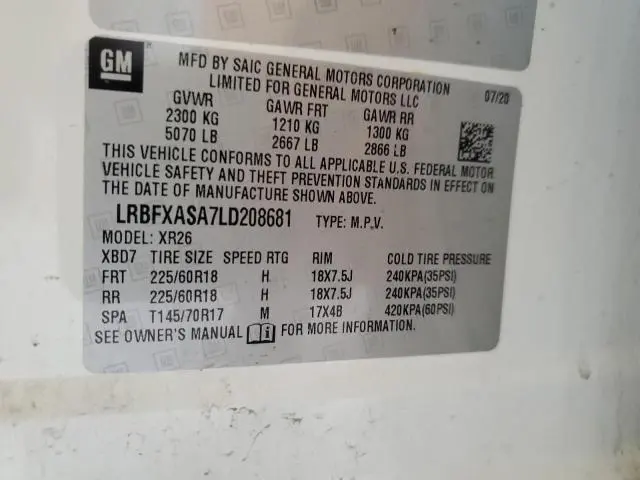 GM
MFD BY SAIC GENERAL MOTORS CORPORATION
LIMITED FOR GENERAL MOTORS LLC
07/20
GVWR GAWR FRT GAWR RR
2300 KG 1210 KG 1300 KG
5070 LB 2667 LB 2866 LB
THIS VEHICLE CONFORMS TO ALL APPLICABLE U.S. FEDERAL MOTOR
VEHICLE SAFETY AND THEFT PREVENTION STANDARDS IN EFFECT ON
THE DATE OF MANUFACTURE SHOWN ABOVE.
LRBFXASA7LD208681 TYPE: M.P.V.
MODEL: XR26
XBD7 TIRE SIZE SPEED RTG RIM COLD TIRE PRESSURE
FRT 225/60R18 H 18X7.5J 240KPA(35PSI)
RR 225/60R18 H 18X7.5J 240KPA(35PSI)
SPA T145/70R17 M 17X4B 420KPA(60PSI)
SEE OWNER'S MANUAL FOR MORE INFORMATION.